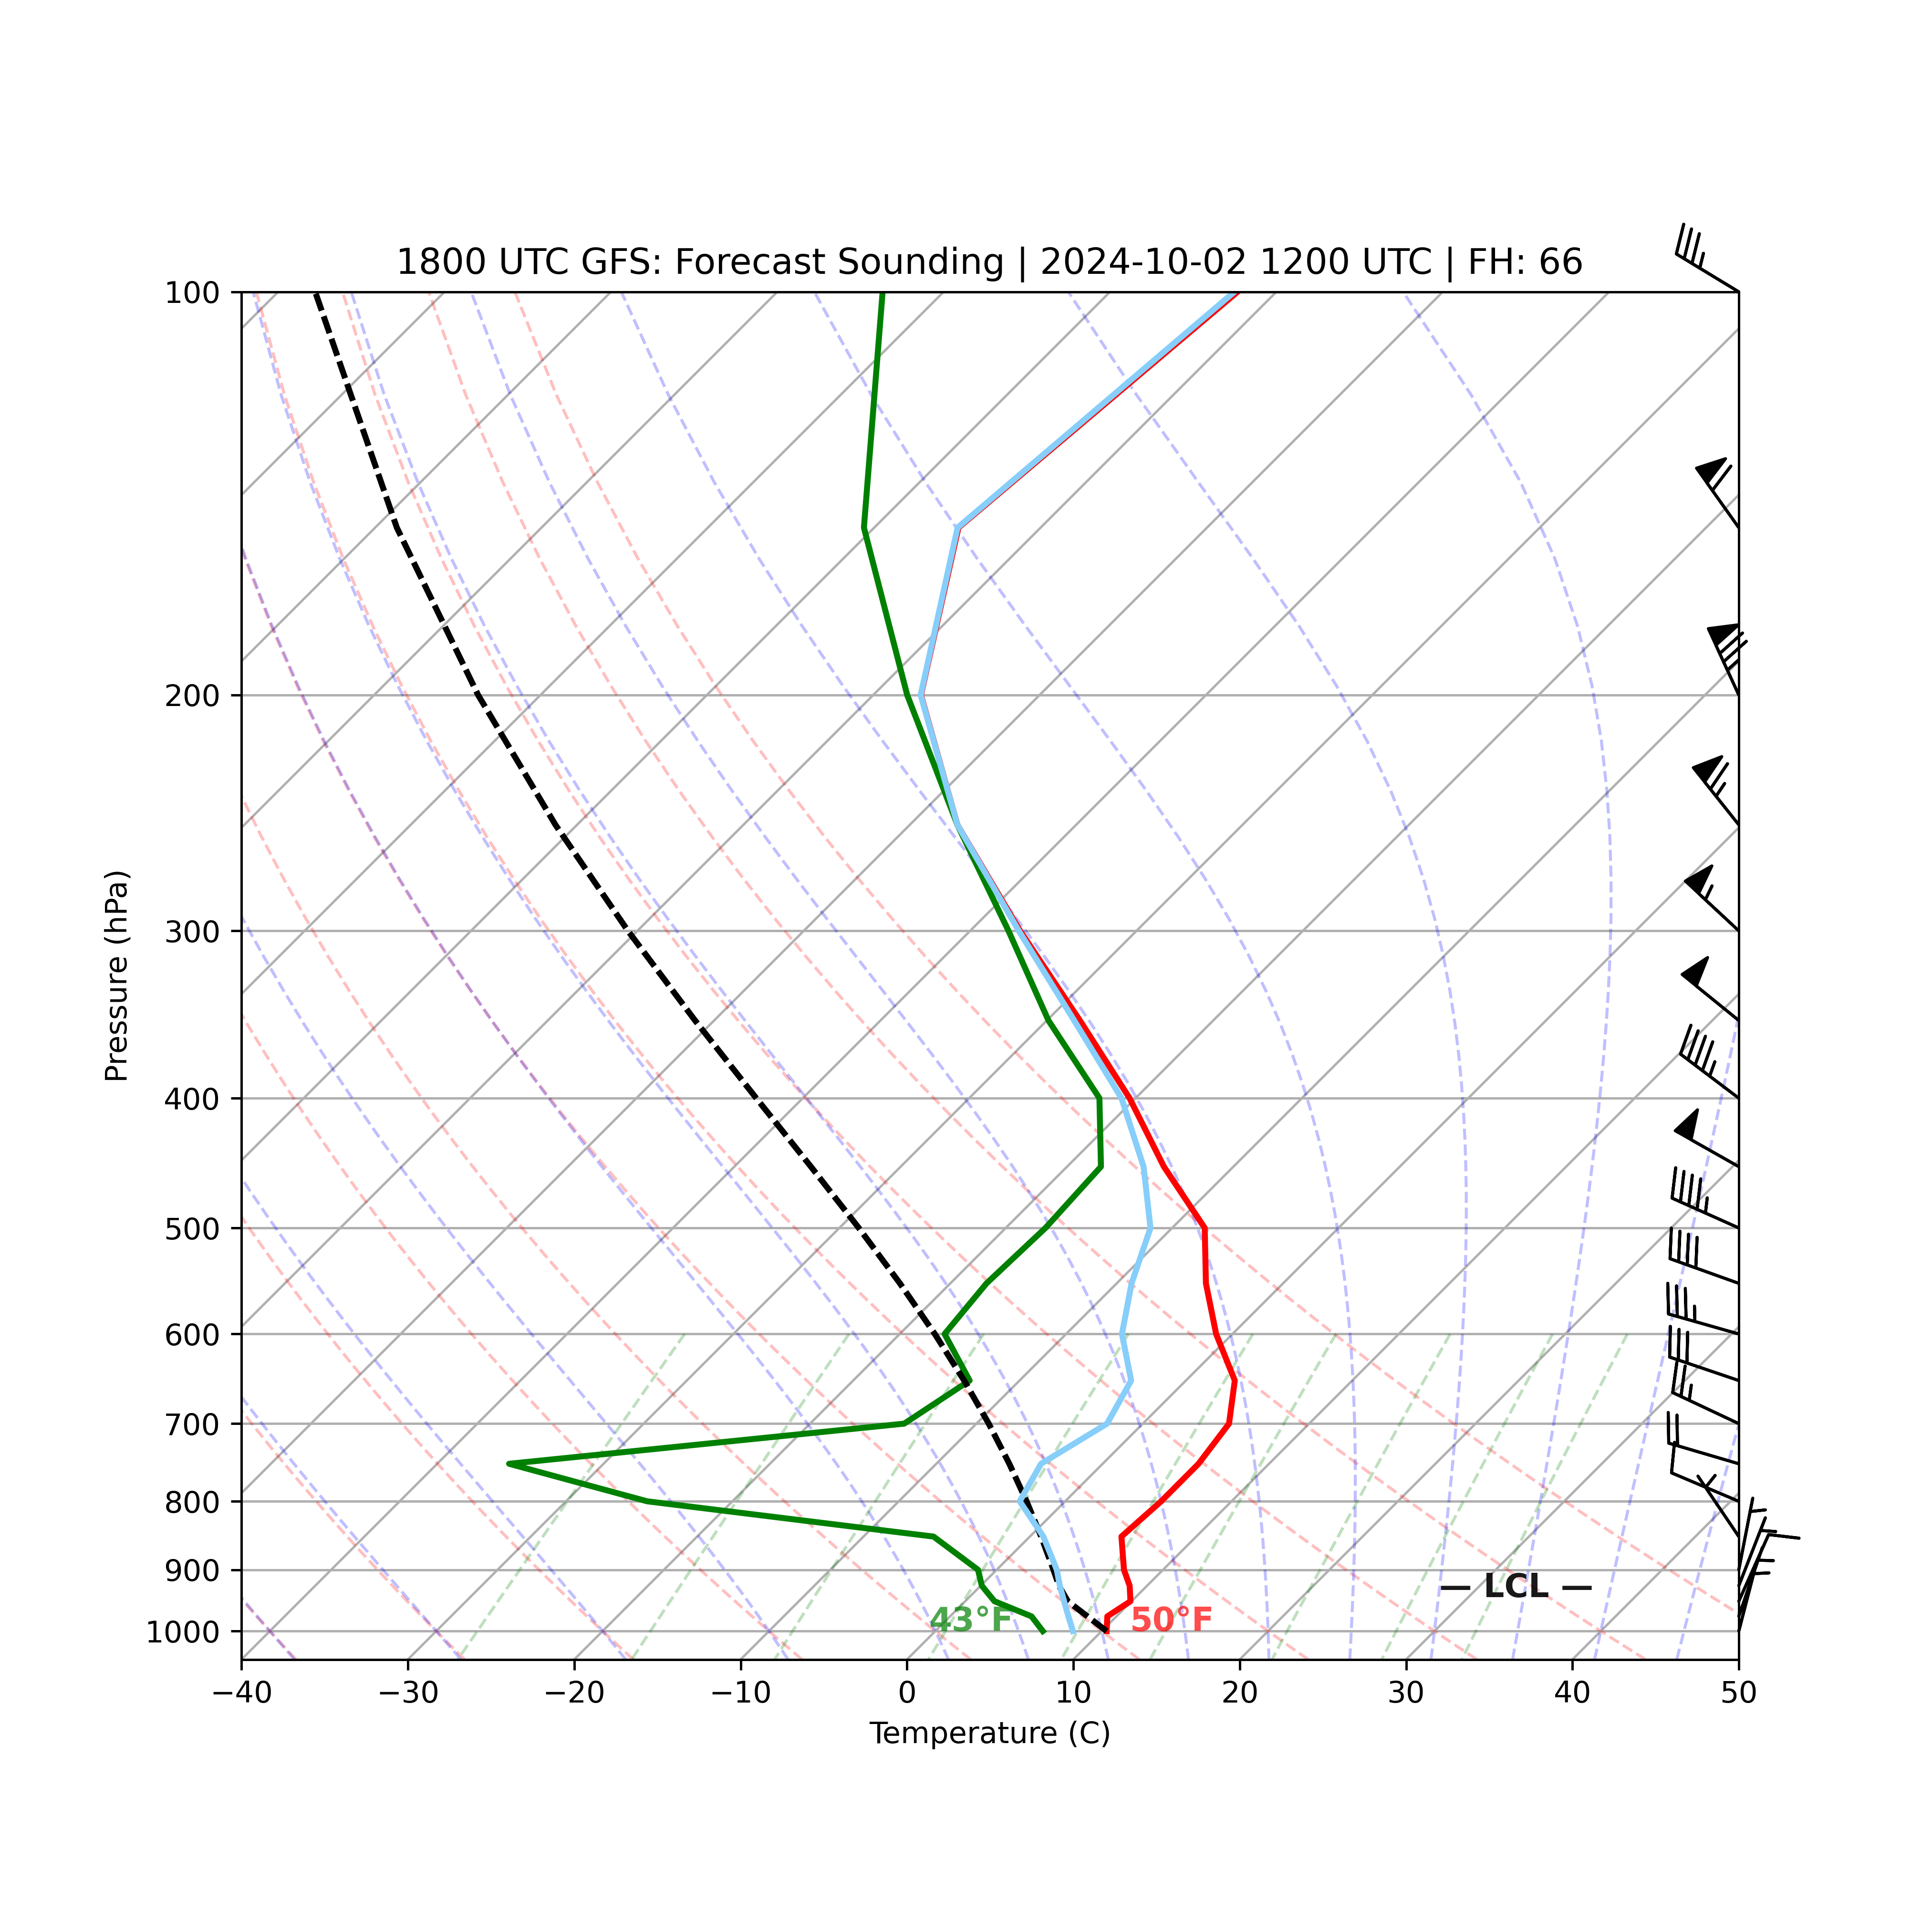 1800 UTC GFS: Forecast Sounding | 2024-10-02 1200 UTC | FH: 66
100
200
300
400
500
600
700
800
900
1000
Pressure (hPa)
— LCL —
43°F
50°F
−40 −30 −20 −10 0 10 20 30 40 50
Temperature (C)